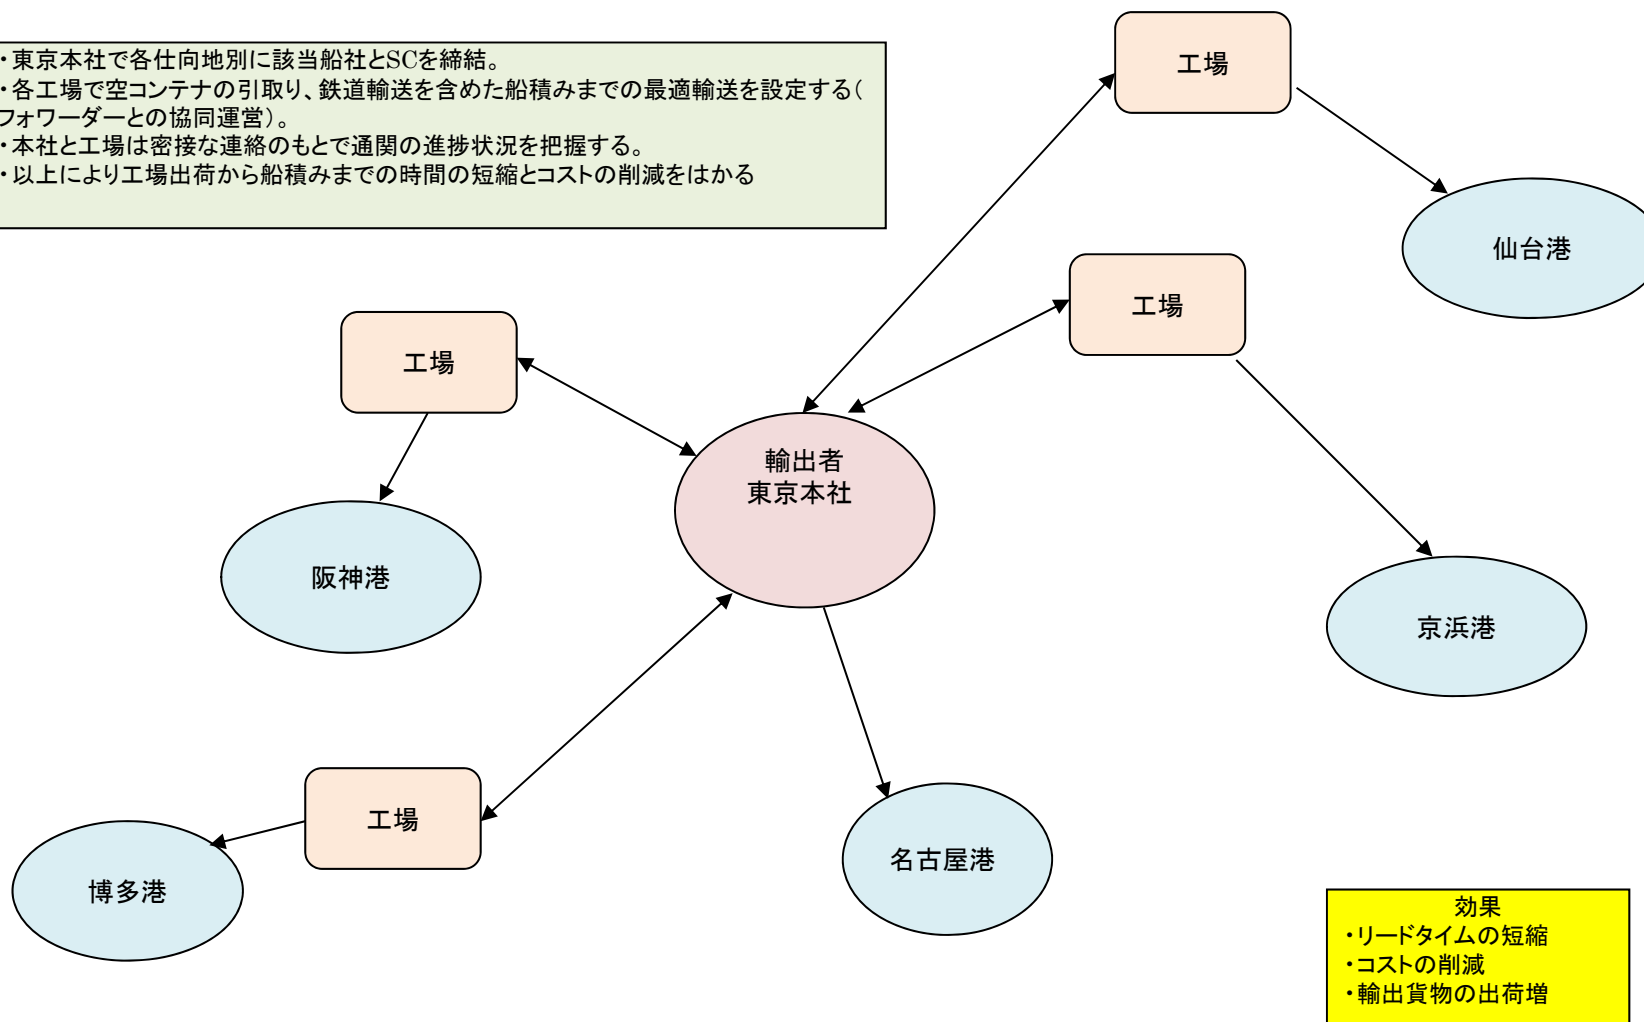 ・東京本社で各仕向地別に該当船社とSCを締結。
・各工場で空コンテナの引取り、鉄道輸送を含めた船積みまでの最適輸送を設定する(
フォワーダーとの協同運営)。
・本社と工場は密接な連絡のもとで通関の進捗状況を把握する。
・以上により工場出荷から船積みまでの時間の短縮とコストの削減をはかる
工場
仙台港
工場
工場
輸出者
東京本社
阪神港
京浜港
工場
名古屋港
博多港
効果
・リードタイムの短縮
・コストの削減
・輸出貨物の出荷増